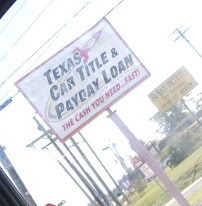 TEXAS
CAR TITLE &
PAYDAY LOAN
THE CASH YOU NEED...FAST!